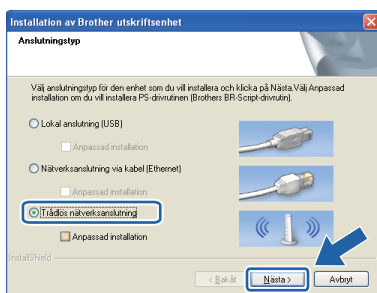 Installation av Brother utskriftsenhet
Anslutningstyp
Välj anslutningstyp för den enhet som du vill installera och klicka på Nästa.Välj Anpassad
installation om du vill installera PS-drivrutinen (Brothers BR-Script-drivrutin).
Lokal anslutning (USB)
Anpassad installation
Nätverksanslutning via kabel (Ethernet)
Anpassad installation
Trådlös nätverksanslutning
Anpassad installation
InstallShield
< Bakåt Nästa > Avbryt